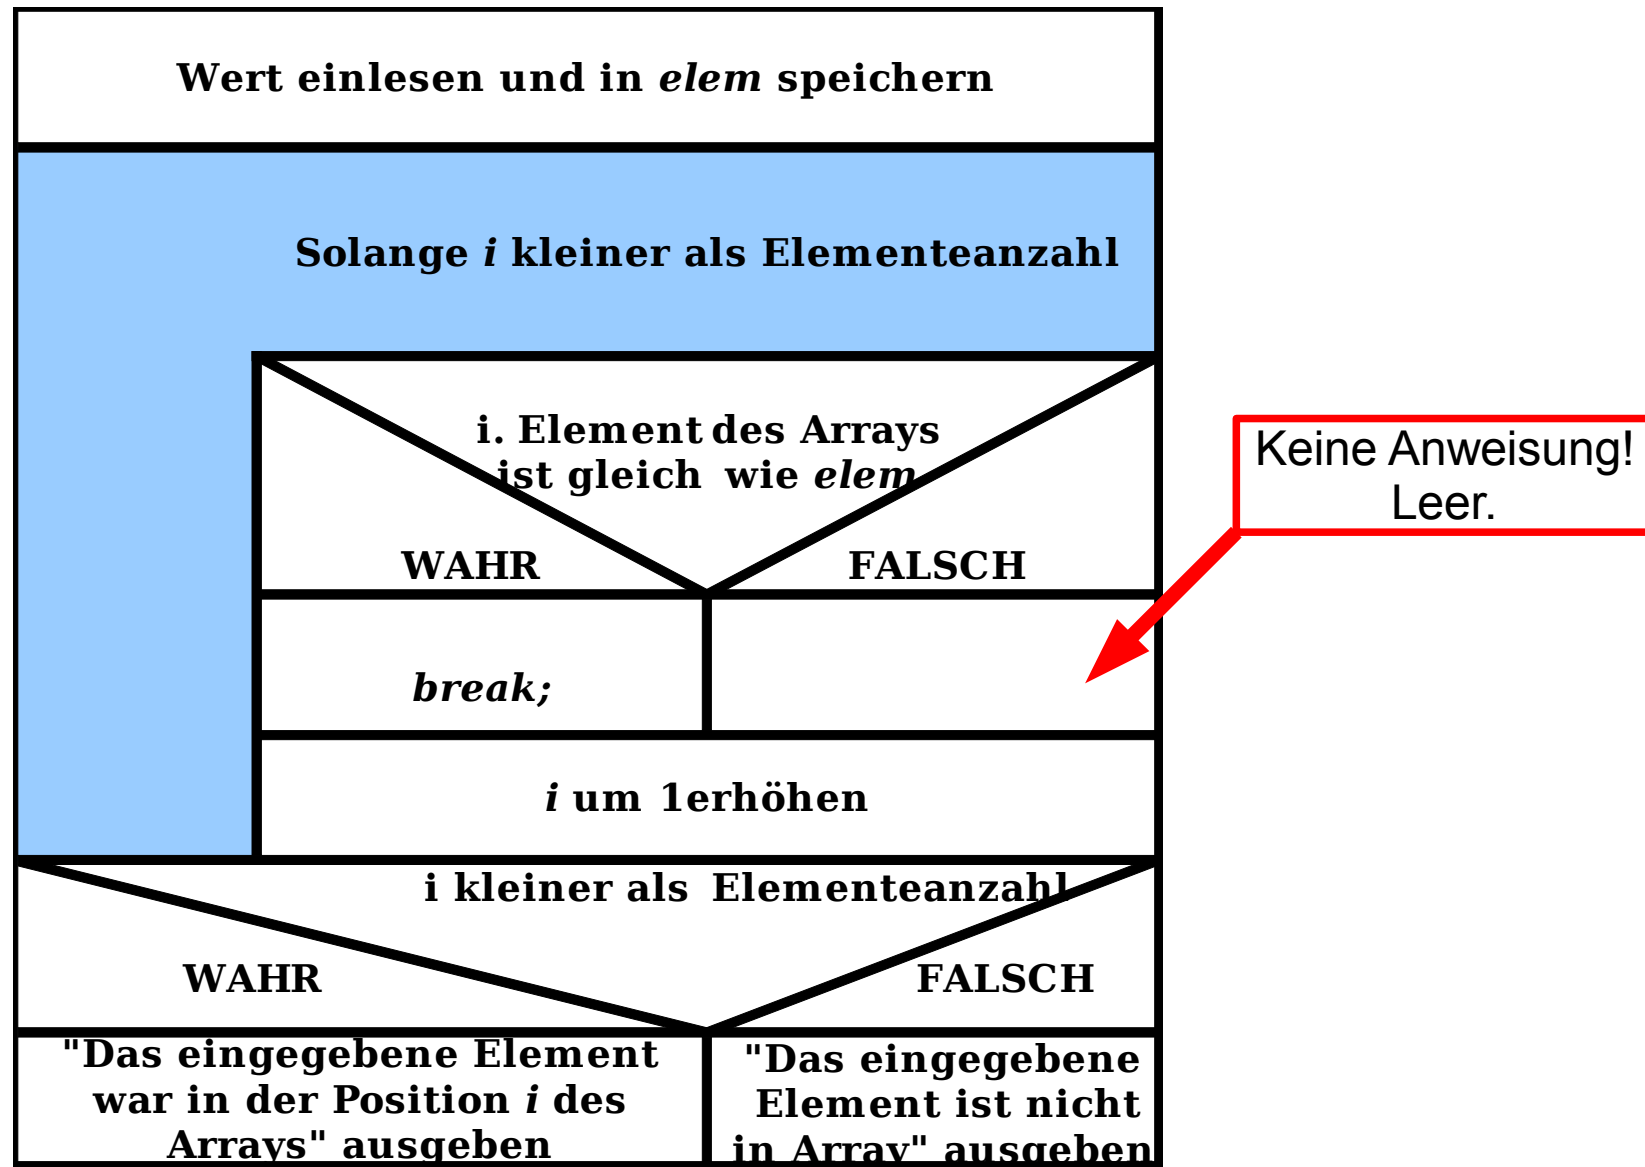 Wert einlesen und in elem speichern
Solange i kleiner als Elementeanzahl
i. Element des Arrays
ist gleich wie elem
WAHR
FALSCH
Keine Anweisung!
Leer.
break;
i um 1erhöhen
i kleiner als Elementeanzahl
WAHR
FALSCH
"Das eingegebene Element
war in der Position i des
Arrays" ausgeben
"Das eingegebene
Element ist nicht
in Array" ausgeben